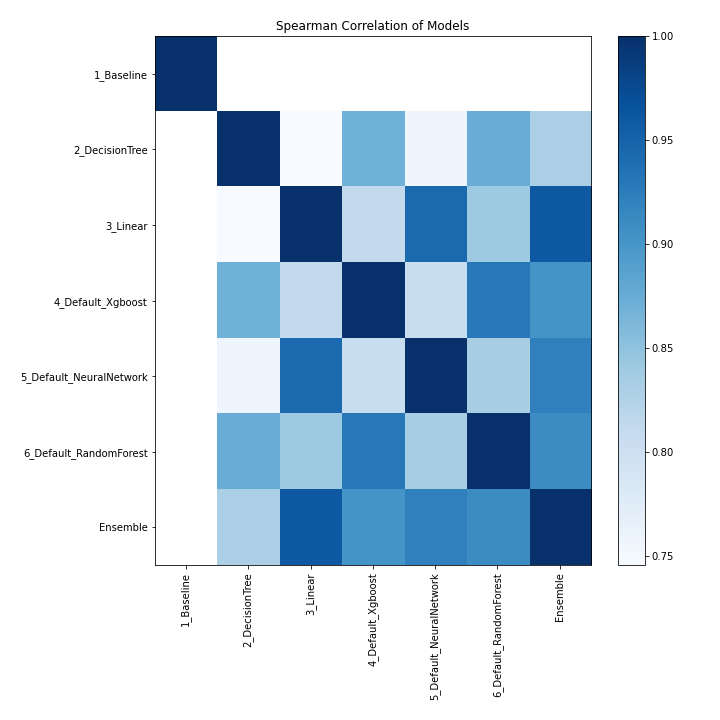 Spearman Correlation of Models
1_Baseline
2_DecisionTree
3_Linear
4_Default_Xgboost
5_Default_NeuralNetwork
6_Default_RandomForest
Ensemble
1_Baseline
2_DecisionTree
3_Linear
4_Default_Xgboost
5_Default_NeuralNetwork
6_Default_RandomForest
Ensemble
1.00
0.95
0.90
0.85
0.80
0.75